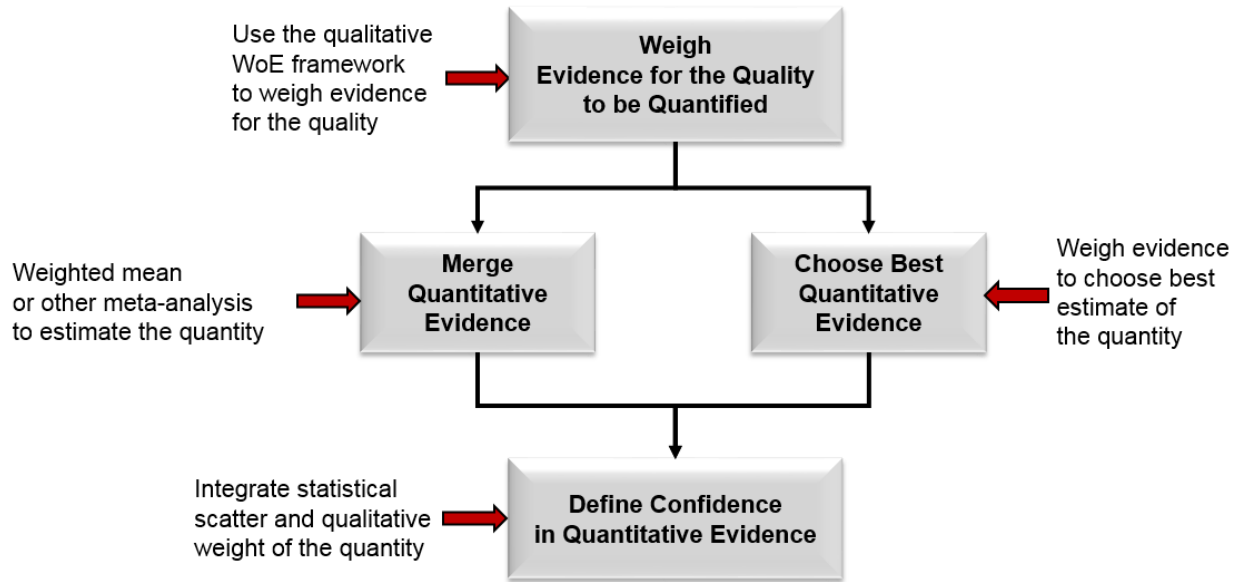 Use the qualitative
WoE framework
to weigh evidence
for the quality
Weigh
Evidence for the Quality
to be Quantified
Weighted mean
or other meta-analysis
to estimate the quantity
Merge
Quantitative
Evidence
Choose Best
Quantitative
Evidence
Weigh evidence
to choose best
estimate of
the quantity
Integrate statistical
scatter and qualitative
weight of the quantity
Define Confidence
in Quantitative Evidence